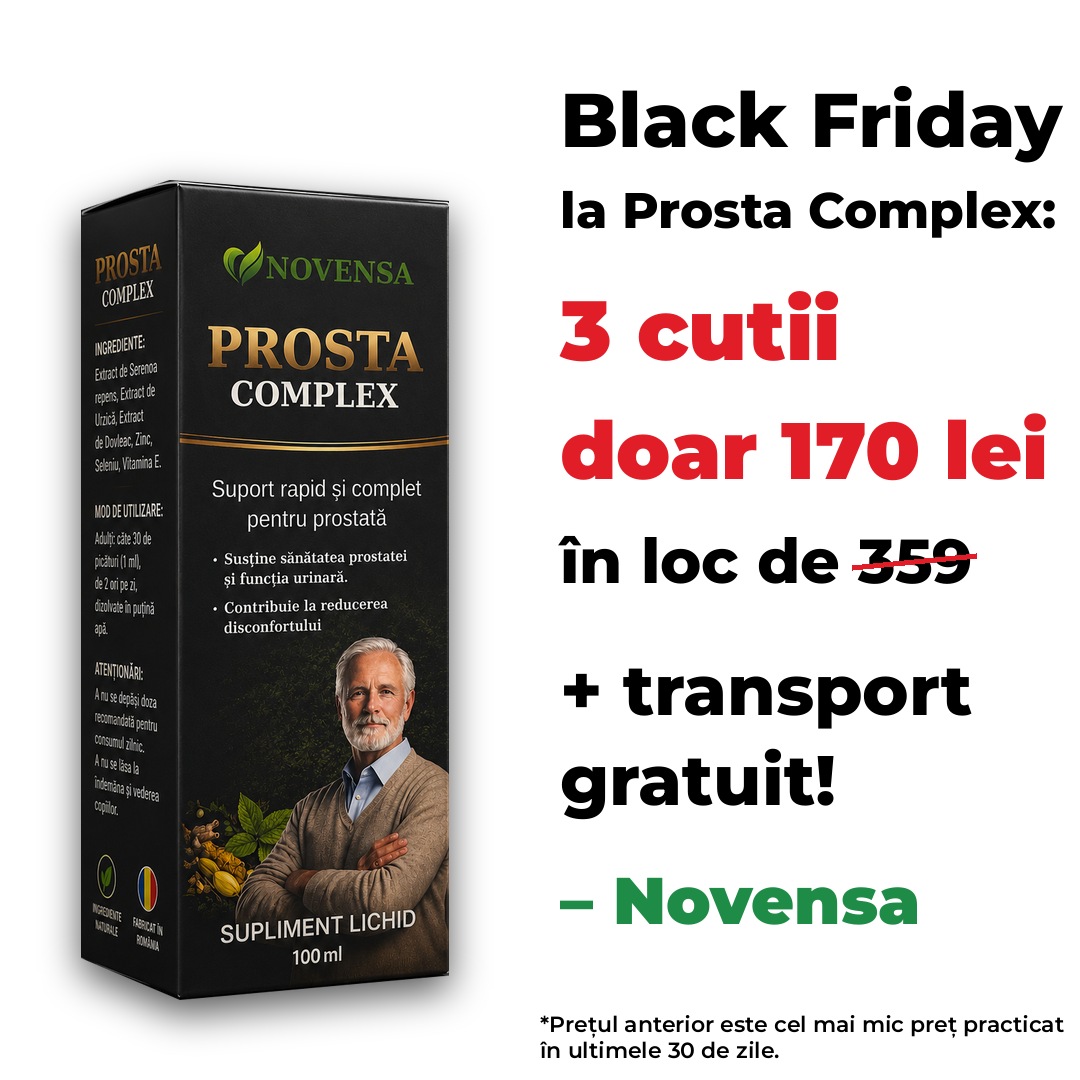 PROSTA
COMPLEX
INGREDIENTE:
Extract de Serenoa
repens, Extract de
Urzică, Extract
de Dovleac, Zinc,
Seleniu, Vitamina E.
MOD DE UTILIZARE:
Adulți: câte 30 de
picături (1 ml),
de 2 ori pe zi,
dizolvate în puțină
apă.
ATENȚIONĂRI:
A nu se depăși doza
recomandată pentru
consumul zilnic.
A nu se lăsa la
îndemâna și vederea
copiilor.
INGREDIENTE
NATURALE
FABRICAT ÎN
ROMÂNIA
NOVENSA
PROSTA
COMPLEX
Suport rapid și complet
pentru prostată
• Susține sănătatea prostatei
și funcția urinară.
• Contribuie la reducerea
disconfortului
SUPLIMENT LICHID
100 ml
Black Friday
la Prosta Complex:
3 cutii
doar 170 lei
în loc de 359
+ transport
gratuit!
– Novensa
*Prețul anterior este cel mai mic preț practicat
în ultimele 30 de zile.